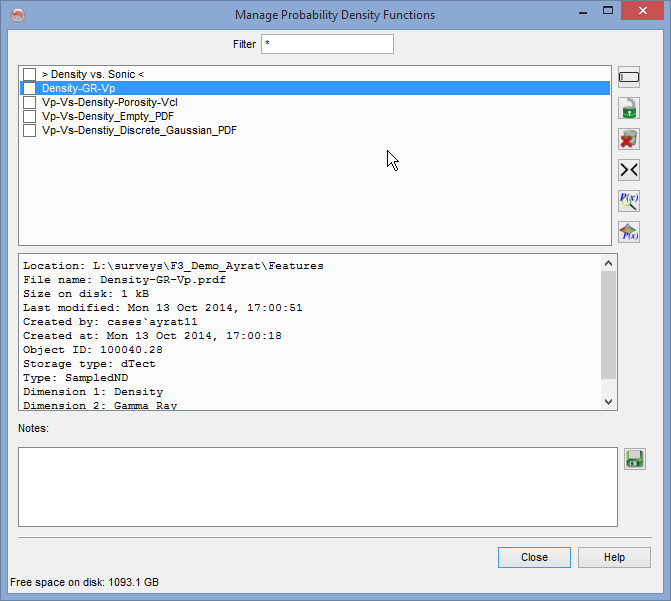 Manage Probability Density Functions
Filter *
> Density vs. Sonic <
Density-GR-Vp
Vp-Vs-Density-Porosity-Vcl
Vp-Vs-Density_Empty_PDF
Vp-Vs-Denstiy_Discrete_Gaussian_PDF
P(x)
P(x)
Location: L:\surveys\F3_Demo_Ayrat\Features
File name: Density-GR-Vp.prdf
Size on disk: 1 kB
Last modified: Mon 13 Oct 2014, 17:00:51
Created by: cases`ayrat11
Created at: Mon 13 Oct 2014, 17:00:18
Object ID: 100040.28
Storage type: dTect
Type: SampledND
Dimension 1: Density
Dimension 2: Gamma Ray
Notes:
Close Help
Free space on disk: 1093.1 GB